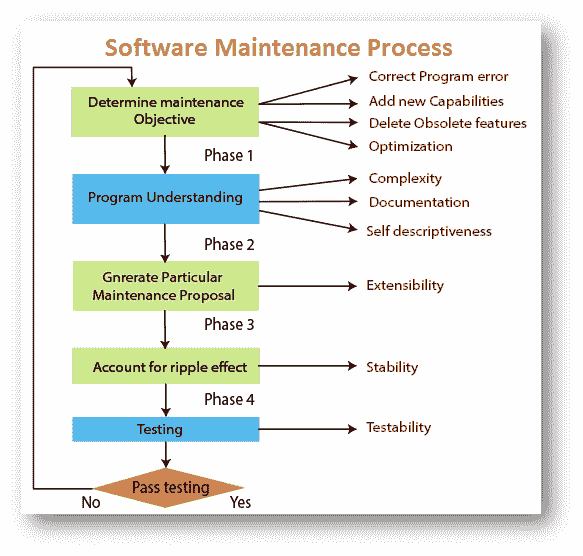 Software Maintenance Process
Determine maintenance
Objective
Correct Program error
Add new Capabilities
Delete Obsolete features
Optimization
Phase 1
Program Understanding
Complexity
Documentation
Self descriptiveness
Phase 2
Gnrerate Particular
Maintenance Proposal
Extensibility
Phase 3
Account for ripple effect
Stability
Phase 4
Testing
Testability
Pass testing
No
Yes